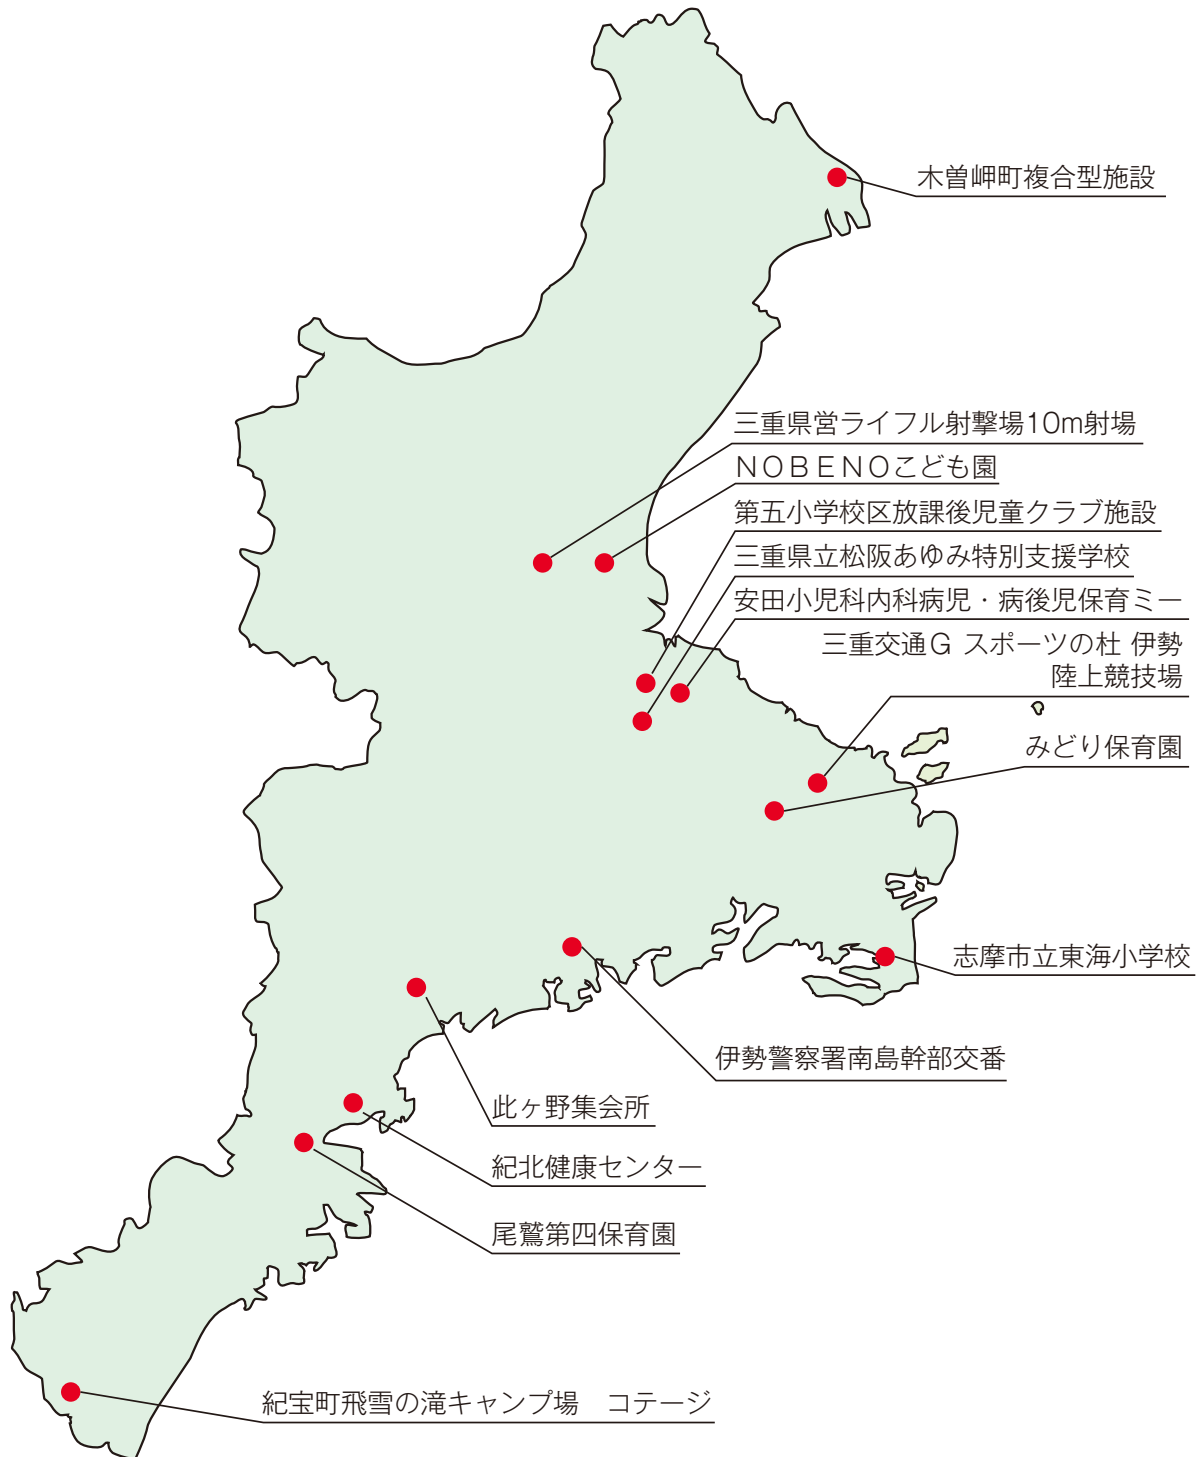 木曽岬町複合型施設
三重県営ライフル射撃場10m射場
ＮＯＢＥＮＯこども園
第五小学校区放課後児童クラブ施設
三重県立松阪あゆみ特別支援学校
安田小児科内科病児・病後児保育ミー
三重交通Ｇ スポーツの杜 伊勢
陸上競技場
みどり保育園
志摩市立東海小学校
伊勢警察署南島幹部交番
此ヶ野集会所
紀北健康センター
尾鷲第四保育園
紀宝町飛雪の滝キャンプ場　コテージ